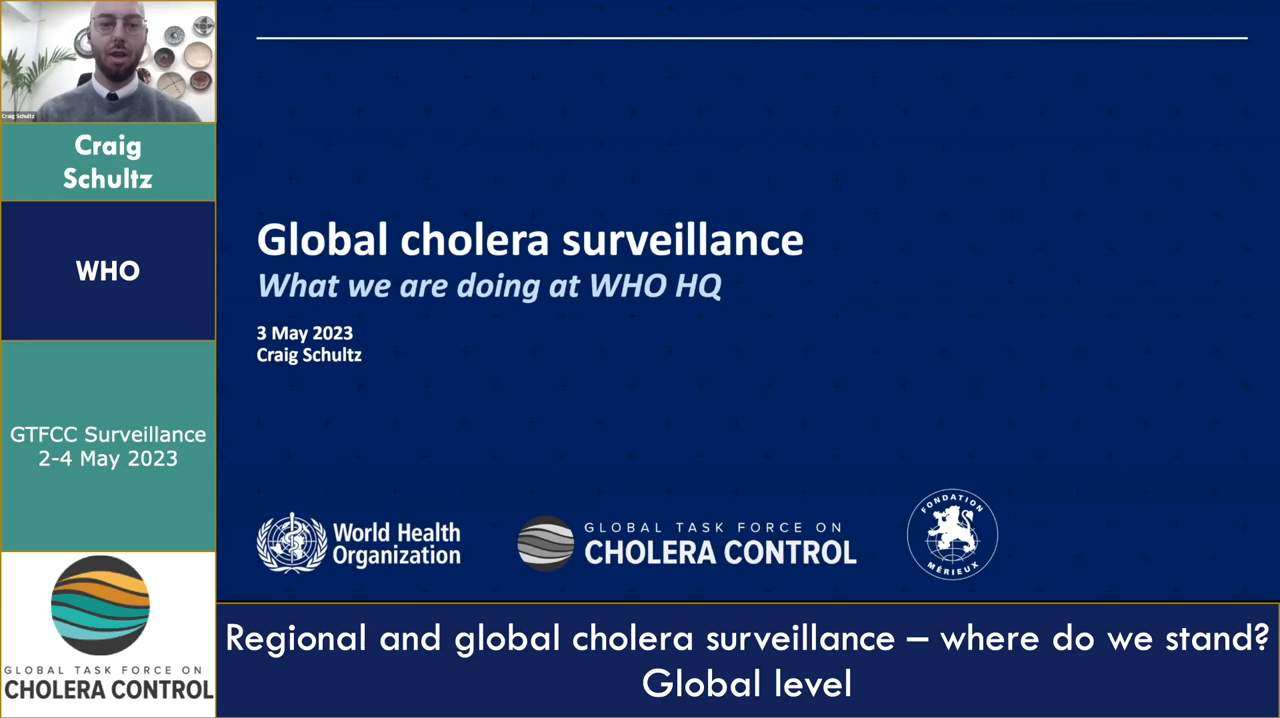 Craig Schultz
Craig
Schultz
WHO
GTFCC Surveillance
2-4 May 2023
GLOBAL TASK FORCE ON
CHOLERA CONTROL
Global cholera surveillance
What we are doing at WHO HQ
3 May 2023
Craig Schultz
World Health
Organization
GLOBAL TASK FORCE ON
CHOLERA CONTROL
FONDATION
MÉRIEUX
Regional and global cholera surveillance – where do we stand?
Global level